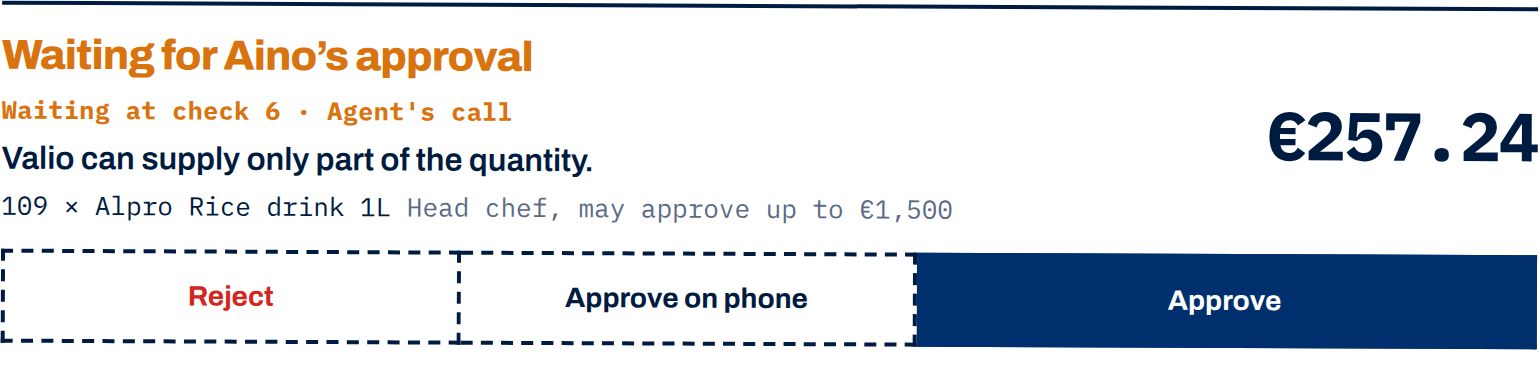 Waiting for Aino’s approval
Waiting at check 6 · Agent's call
€257.24
Valio can supply only part of the quantity.
109 × Alpro Rice drink 1L Head chef, may approve up to €1,500
Reject
Approve on phone
Approve